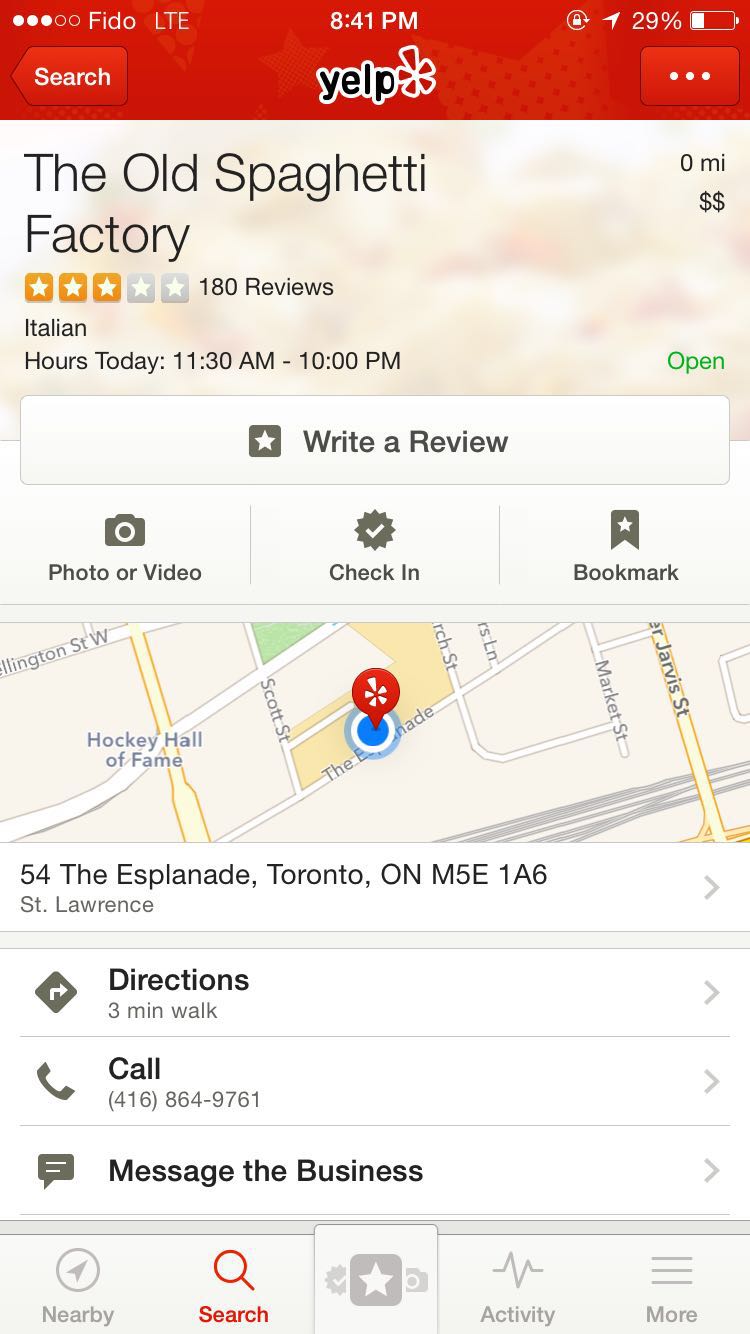 Fido LTE 8:41 PM 29%
Search yelp
The Old Spaghetti 0 mi
Factory $$
180 Reviews
Italian
Hours Today: 11:30 AM - 10:00 PM Open
Write a Review
Photo or Video Check In Bookmark
ellington St W
rch St
rs Ln
er Jarvis St
Scott St
Market St
Hockey Hall
of Fame
The Esplanade
54 The Esplanade, Toronto, ON M5E 1A6
St. Lawrence
Directions
3 min walk
Call
(416) 864-9761
Message the Business
Nearby Search Activity More